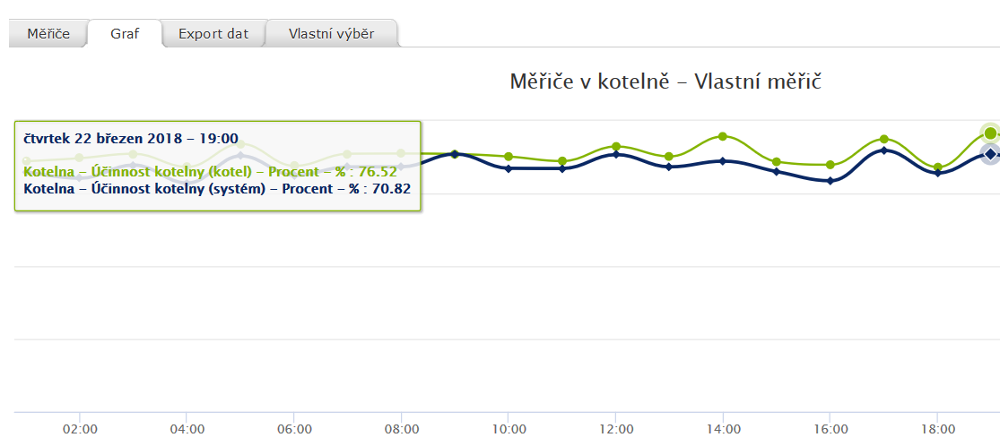 Měřiče Graf Export dat Vlastní výběr
Měřiče v kotelně – Vlastní měřič
čtvrtek 22 březen 2018 – 19:00
Kotelna – Účinnost kotelny (kotel) – Procent – % : 76.52
Kotelna – Účinnost kotelny (systém) – Procent – % : 70.82
02:00 04:00 06:00 08:00 10:00 12:00 14:00 16:00 18:00